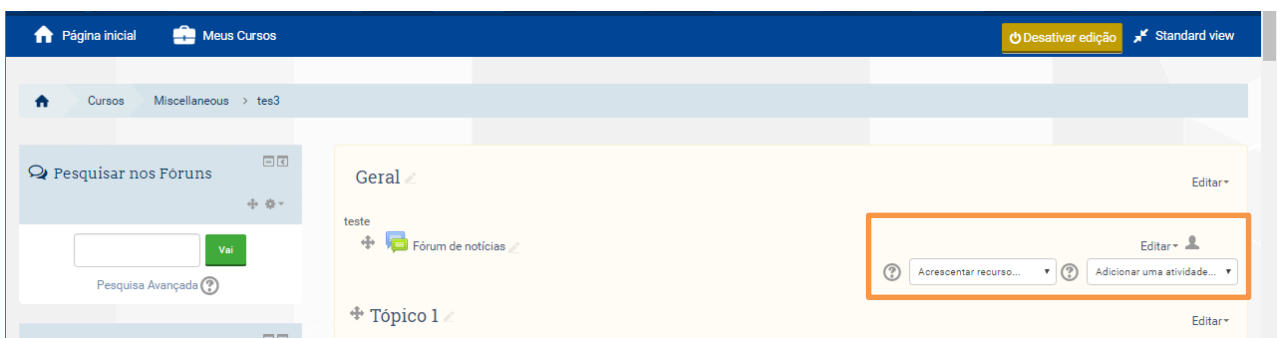 Página inicial Meus Cursos Desativar edição Standard view
Cursos Miscellaneous > tes3
Pesquisar nos Fóruns
Vai
Pesquisa Avançada ?
Geral Editar
teste
Fórum de notícias Editar
? Acrescentar recurso... ? Adicionar uma atividade...
Tópico 1 Editar